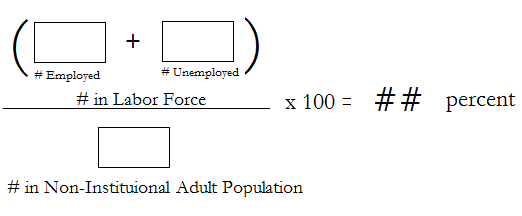 ( + )
# Employed # Unemployed
# in Labor Force
x 100 = ## percent
# in Non-Instituional Adult Population